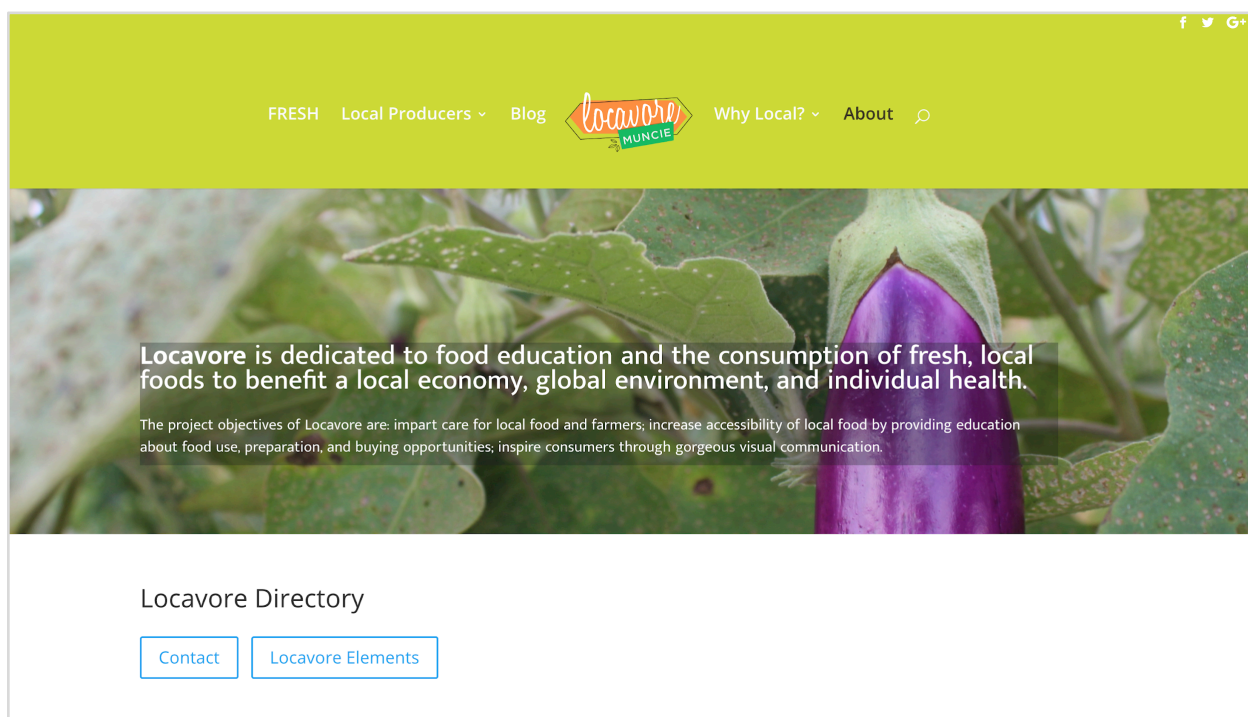 FRESH
Local Producers
Blog
locavore
MUNCIE
Why Local?
About
Locavore is dedicated to food education and the consumption of fresh, local
foods to benefit a local economy, global environment, and individual health.
The project objectives of Locavore are: impart care for local food and farmers; increase accessibility of local food by providing education
about food use, preparation, and buying opportunities; inspire consumers through gorgeous visual communication.
Locavore Directory
Contact
Locavore Elements